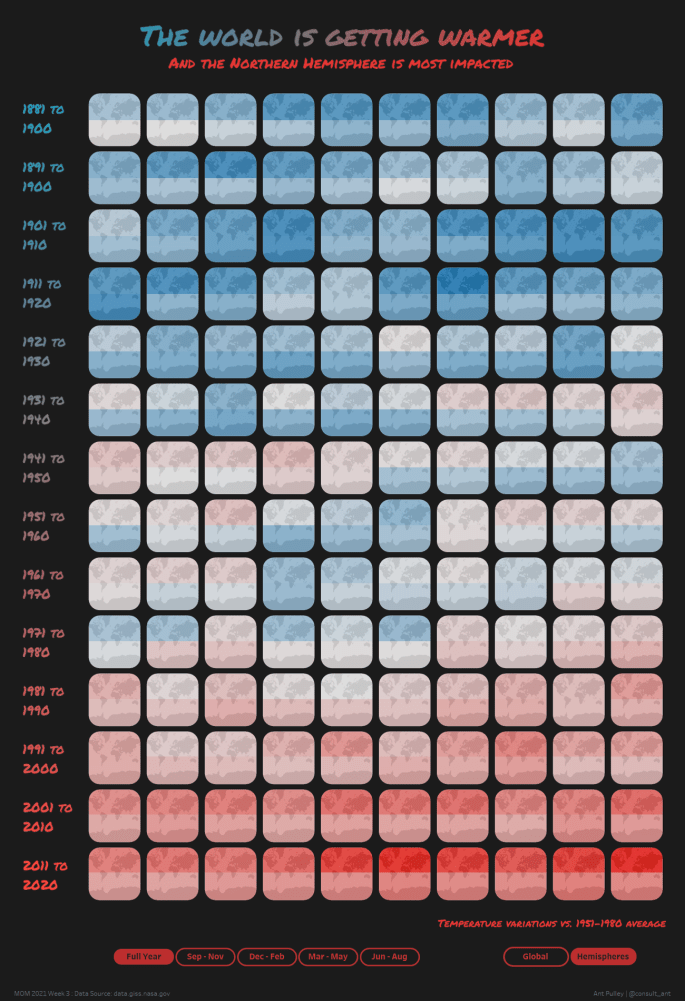 The world is getting warmer
And the Northern Hemisphere is most impacted
1881 to
1900
1891 to
1900
1901 to
1910
1911 to
1920
1921 to
1930
1931 to
1940
1941 to
1950
1951 to
1960
1961 to
1970
1971 to
1980
1981 to
1990
1991 to
2000
2001 to
2010
2011 to
2020
Temperature variations vs. 1951-1980 average
Full Year Sep - Nov Dec - Feb Mar - May Jun - Aug Global Hemispheres
MOM 2021 Week 3 : Data Source: data.giss.nasa.gov Ant Pulley | @consult_ant